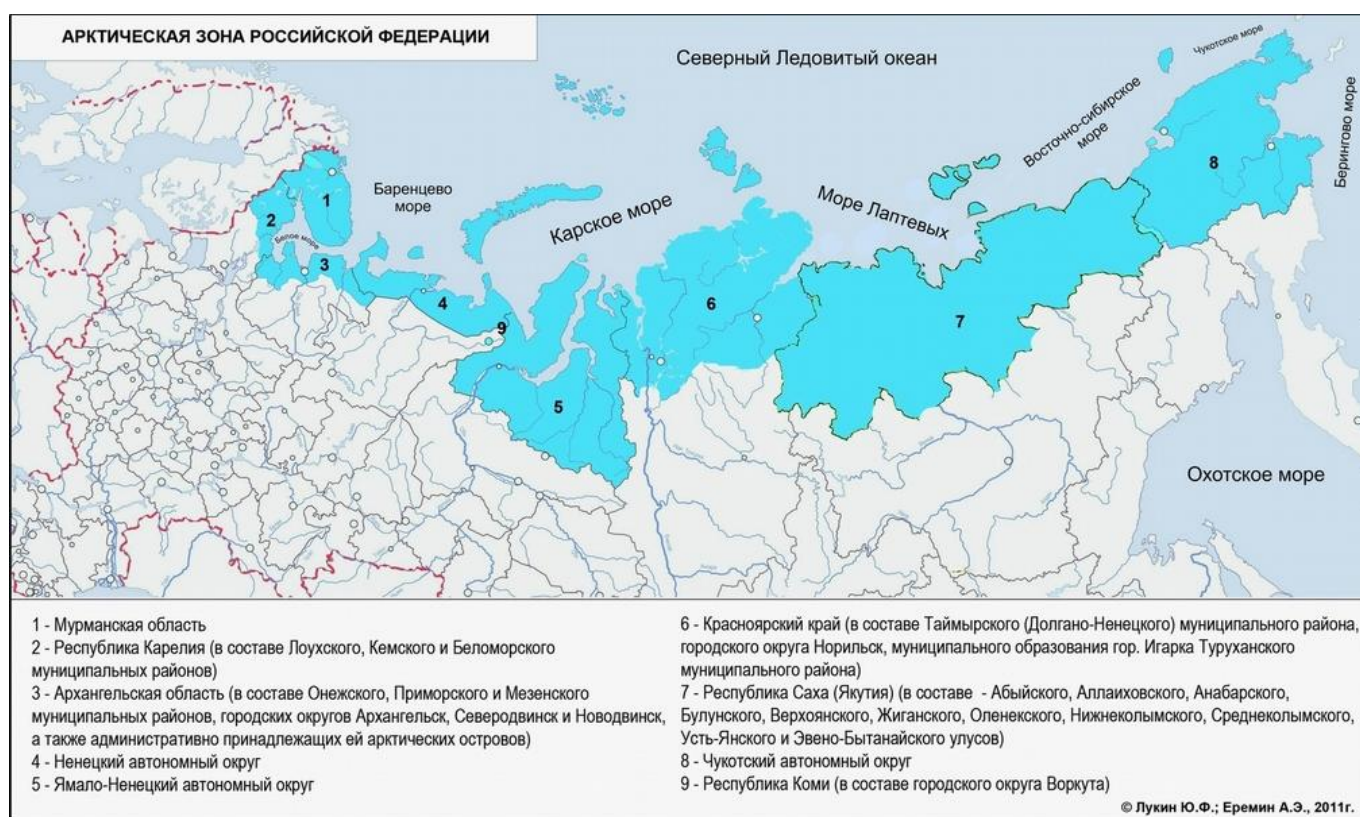 АРКТИЧЕСКАЯ ЗОНА РОССИЙСКОЙ ФЕДЕРАЦИИ
Северный Ледовитый океан
Чукотское море
Восточно-сибирское
море
Берингово море
Баренцево
море
Карское море
Море Лаптевых
Белое море
Охотское море
1
2
3
4
9
5
6
7
8
1 - Мурманская область
2 - Республика Карелия (в составе Лоухского, Кемского и Беломорского
муниципальных районов)
3 - Архангельская область (в составе Онежского, Приморского и Мезенского
муниципальных районов, городских округов Архангельск, Северодвинск и Новодвинск,
а также административно принадлежащих ей арктических островов)
4 - Ненецкий автономный округ
5 - Ямало-Ненецкий автономный округ
6 - Красноярский край (в составе Таймырского (Долгано-Ненецкого) муниципального района,
городского округа Норильск, муниципального образования гор. Игарка Туруханского
муниципального района)
7 - Республика Саха (Якутия) (в составе - Абыйского, Аллаиховского, Анабарского,
Булунского, Верхоянского, Жиганского, Оленекского, Нижнеколымского, Среднеколымского,
Усть-Янского и Эвено-Бытанайского улусов)
8 - Чукотский автономный округ
9 - Республика Коми (в составе городского округа Воркута)
© Лукин Ю.Ф.; Еремин А.Э., 2011г.